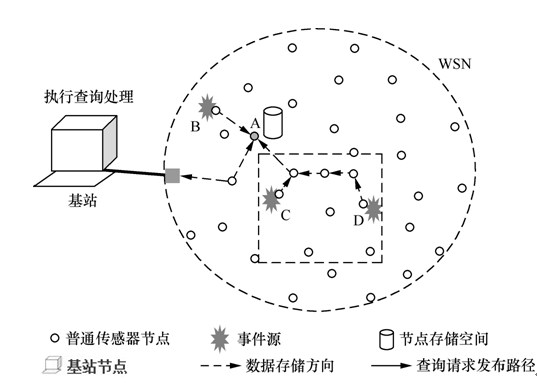 WSN
执行查询处理
B
A
基站
C
D
普通传感器节点
事件源
节点存储空间
基站节点
数据存储方向
查询请求发布路径